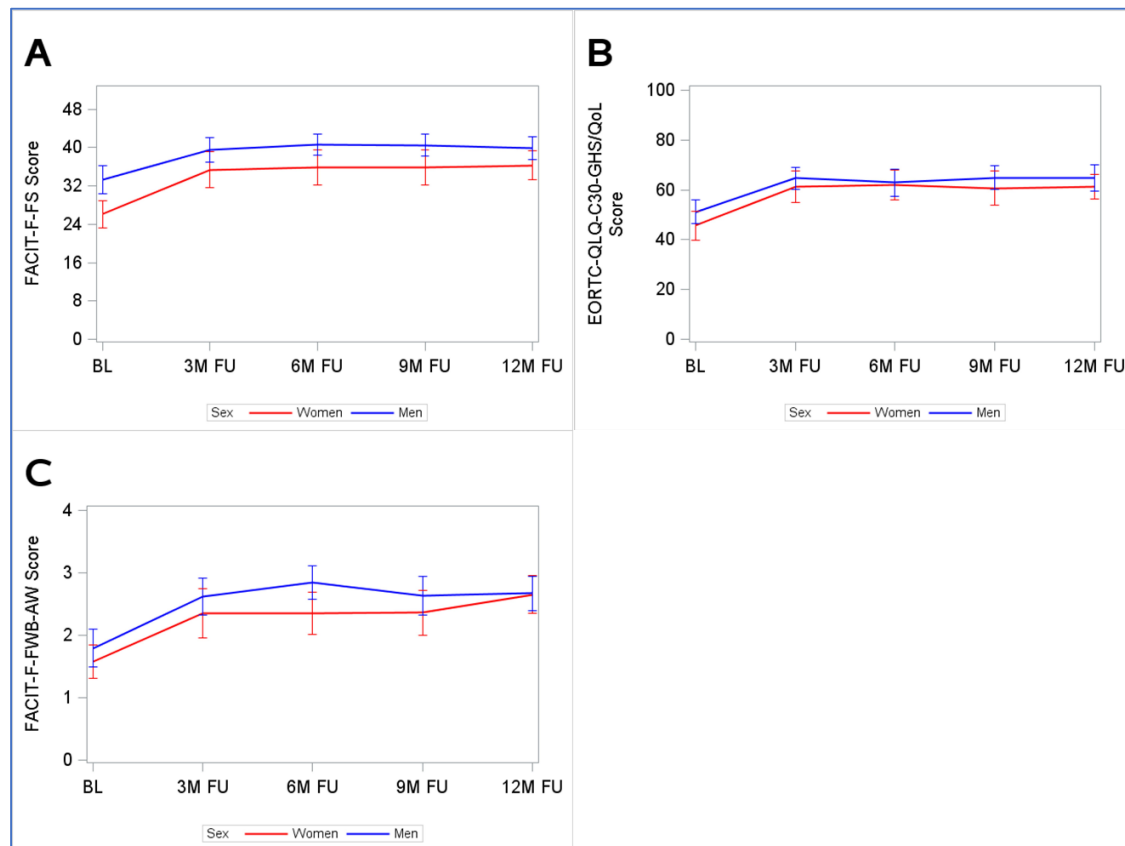 A
FACIT-F-FS Score
48
40
32
24
16
8
0
BL 3M FU 6M FU 9M FU 12M FU
Sex Women Men
B
EORTC-QLQ-C30-GHS/QoL
Score
100
80
60
40
20
0
BL 3M FU 6M FU 9M FU 12M FU
Sex Women Men
C
FACIT-F-FWB-AW Score
4
3
2
1
0
BL 3M FU 6M FU 9M FU 12M FU
Sex Women Men